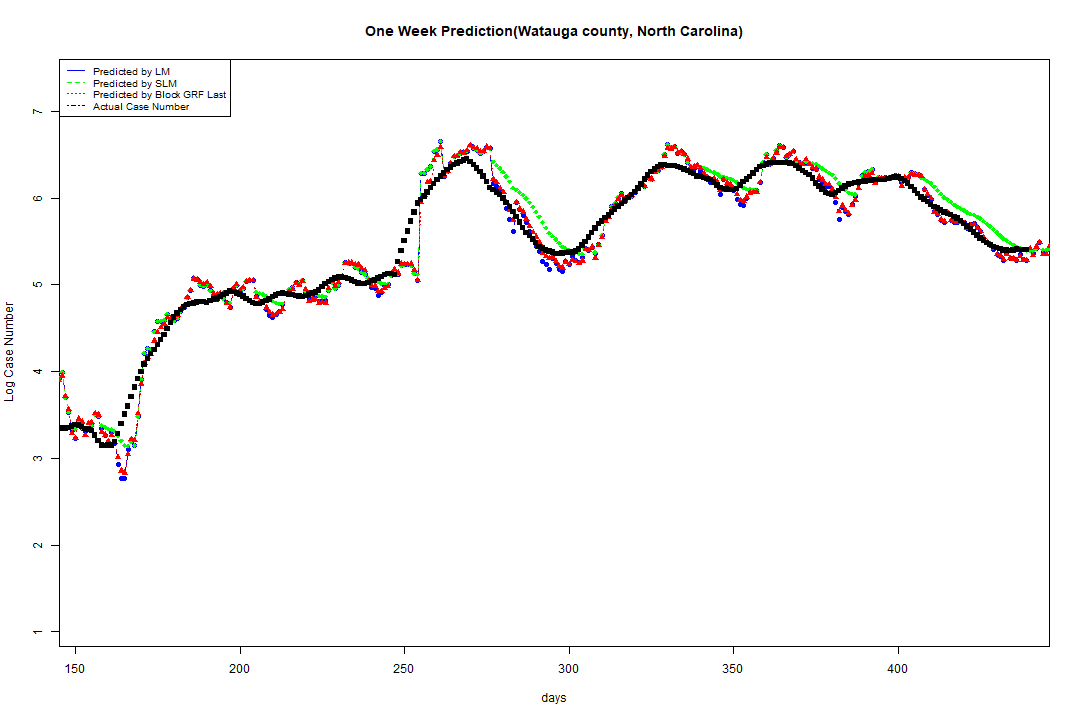 One Week Prediction(Watauga county, North Carolina)
Predicted by LM
Predicted by SLM
Predicted by Block GRF Last
Actual Case Number
7
6
5
4
3
2
1
Log Case Number
150 200 250 300 350 400
days